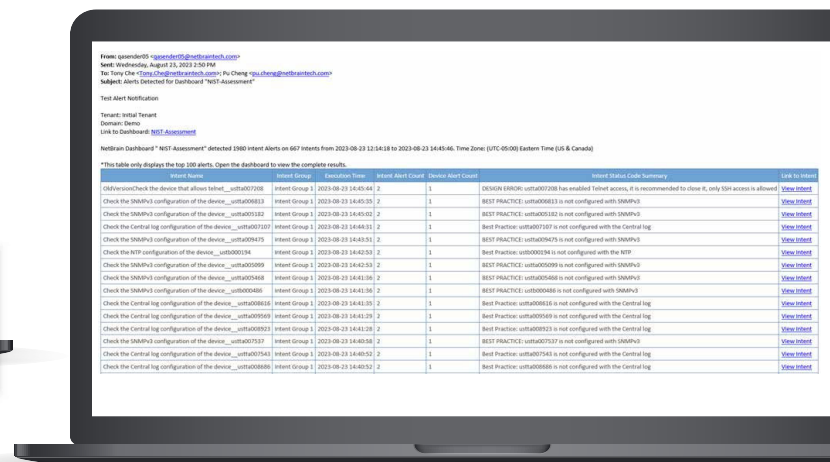 From: qasender05 <qasender05@netbraintech.com>
Sent: Wednesday, August 23, 2023 2:50 PM
To: Tony Che <Tony.Che@netbraintech.com>; Pu Cheng <pu.cheng@netbraintech.com>
Subject: Alerts Detected for Dashboard "NIST-Assessment"
Test Alert Notification
Tenant: Initial Tenant
Domain: Demo
Link to Dashboard: NIST-Assessment
NetBrain Dashboard " NIST-Assessment" detected 1980 Intent Alerts on 667 Intents from 2023-08-23 12:14:18 to 2023-08-23 14:45:46. Time Zone: (UTC-05:00) Eastern Time (US & Canada)
*This table only displays the top 100 alerts. Open the dashboard to view the complete results.
Intent Name Intent Group Execution Time Intent Alert Count Device Alert Count Intent Status Code Summary Link to Intent
OldVersionCheck the device that allows telnet__ustta007208 Intent Group 1 2023-08-23 14:45:44 2 1 DESIGN ERROR: ustta007208 has enabled Telnet access, it is recommended to close it, only SSH access is allowed View Intent
Check the SNMPv3 configuration of the device__ustta006813 Intent Group 1 2023-08-23 14:45:35 2 1 BEST PRACTICE: ustta006813 is not configured with SNMPv3 View Intent
Check the SNMPv3 configuration of the device__ustta005182 Intent Group 1 2023-08-23 14:45:02 2 1 BEST PRACTICE: ustta005182 is not configured with SNMPv3 View Intent
Check the Central log configuration of the device__ustta007107 Intent Group 1 2023-08-23 14:44:31 2 1 Best Practice: ustta007107 is not configured with the Central log View Intent
Check the SNMPv3 configuration of the device__ustta009475 Intent Group 1 2023-08-23 14:43:51 2 1 BEST PRACTICE: ustta009475 is not configured with SNMPv3 View Intent
Check the NTP configuration of the device__ustb000194 Intent Group 1 2023-08-23 14:42:53 2 1 Best Practice: ustb000194 is not configured with the NTP View Intent
Check the SNMPv3 configuration of the device__ustta005099 Intent Group 1 2023-08-23 14:42:53 2 1 BEST PRACTICE: ustta005099 is not configured with SNMPv3 View Intent
Check the SNMPv3 configuration of the device__ustta005468 Intent Group 1 2023-08-23 14:41:36 2 1 BEST PRACTICE: ustta005468 is not configured with SNMPv3 View Intent
Check the SNMPv3 configuration of the device__ustb000486 Intent Group 1 2023-08-23 14:41:36 2 1 BEST PRACTICE: ustb000486 is not configured with SNMPv3 View Intent
Check the Central log configuration of the device__ustta008616 Intent Group 1 2023-08-23 14:41:35 2 1 Best Practice: ustta008616 is not configured with the Central log View Intent
Check the Central log configuration of the device__ustta009569 Intent Group 1 2023-08-23 14:41:29 2 1 Best Practice: ustta009569 is not configured with the Central log View Intent
Check the Central log configuration of the device__ustta008923 Intent Group 1 2023-08-23 14:41:28 2 1 Best Practice: ustta008923 is not configured with the Central log View Intent
Check the SNMPv3 configuration of the device__ustta007537 Intent Group 1 2023-08-23 14:40:58 2 1 BEST PRACTICE: ustta007537 is not configured with SNMPv3 View Intent
Check the Central log configuration of the device__ustta007543 Intent Group 1 2023-08-23 14:40:52 2 1 Best Practice: ustta007543 is not configured with the Central log View Intent
Check the Central log configuration of the device__ustta008686 Intent Group 1 2023-08-23 14:40:52 2 1 Best Practice: ustta008686 is not configured with the Central log View Intent